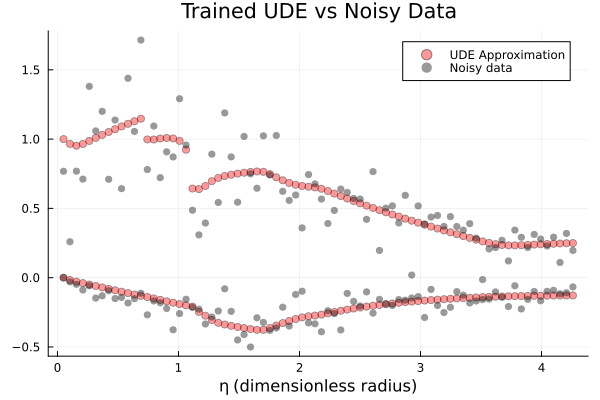 Trained UDE vs Noisy Data
UDE Approximation
Noisy data
1.5
1.0
0.5
0.0
−0.5
0
1
2
3
4
η (dimensionless radius)